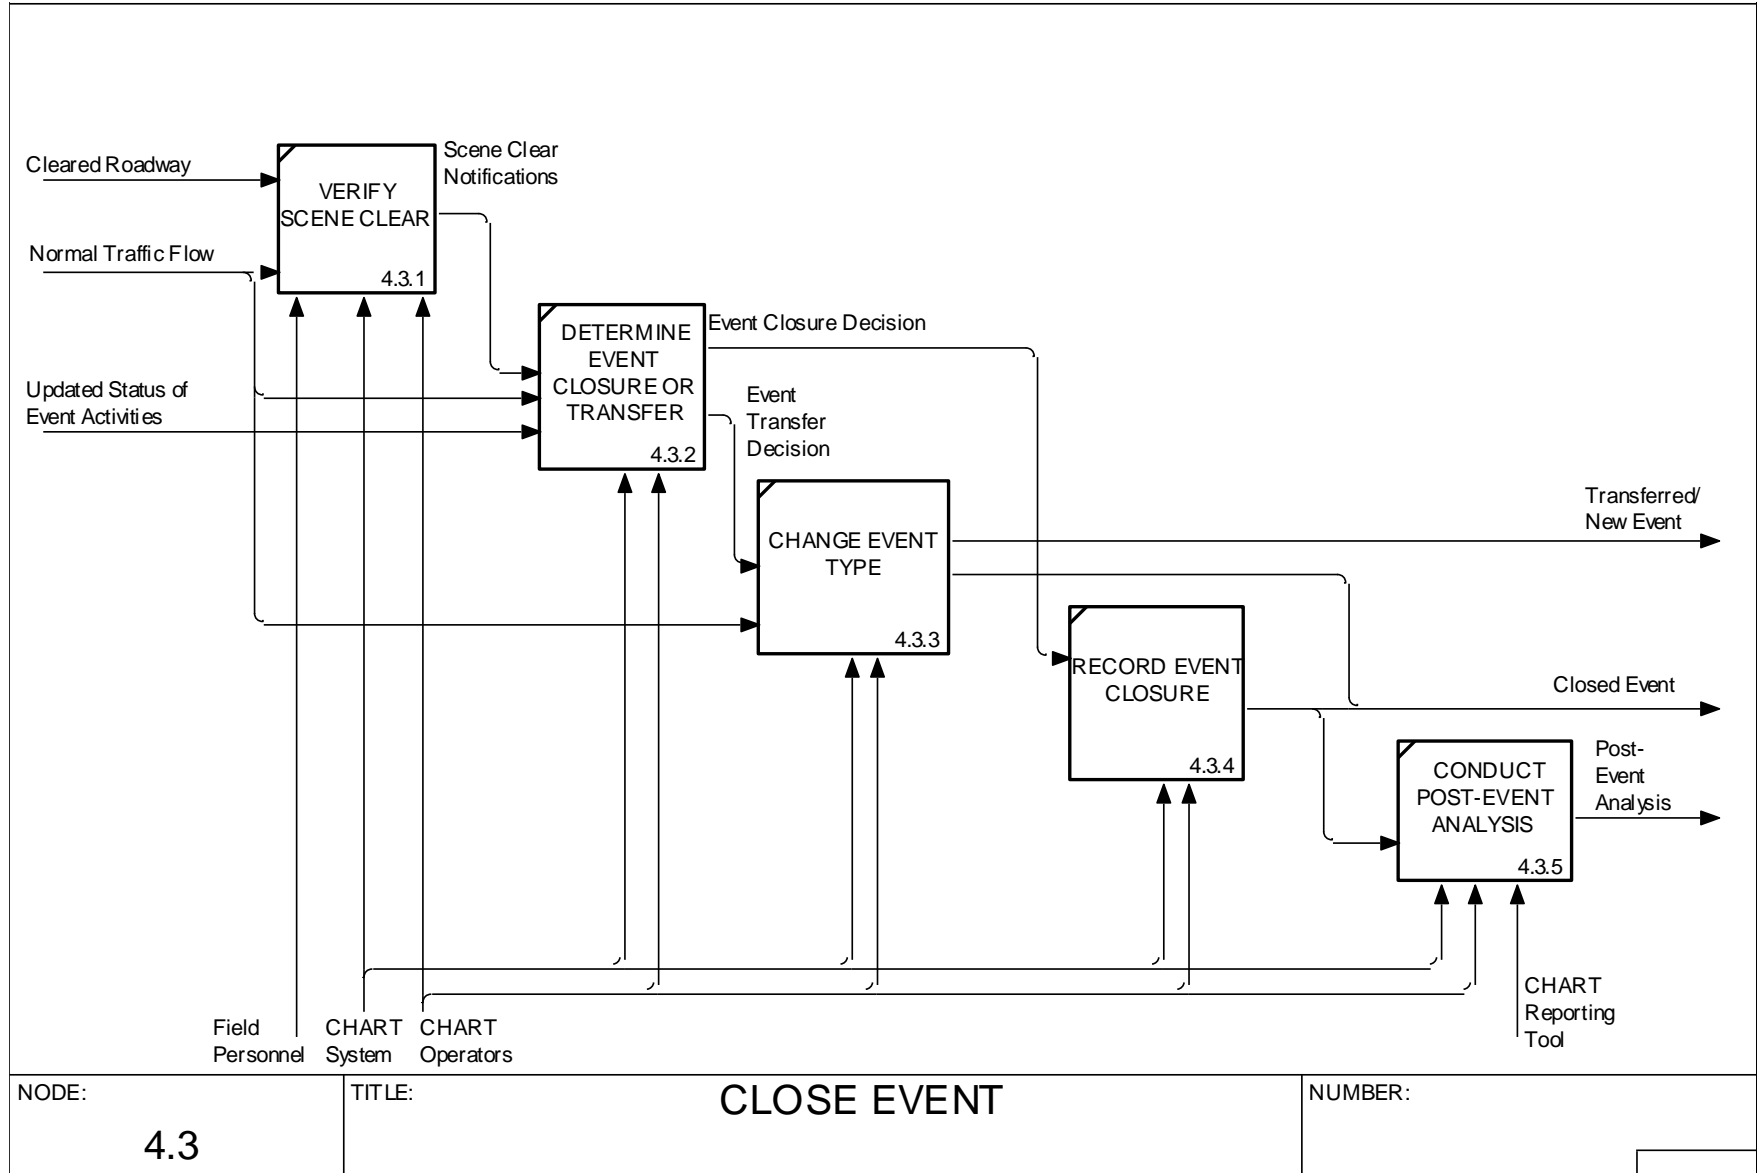 Cleared Roadway
VERIFY
SCENE CLEAR
4.3.1
Scene Clear
Notifications
Normal Traffic Flow
Updated Status of
Event Activities
DETERMINE
EVENT
CLOSURE OR
TRANSFER
4.3.2
Event Closure Decision
Event
Transfer
Decision
CHANGE EVENT
TYPE
4.3.3
Transferred/
New Event
RECORD EVENT
CLOSURE
4.3.4
Closed Event
CONDUCT
POST-EVENT
ANALYSIS
4.3.5
Post-
Event
Analysis
Field
Personnel
CHART
System
CHART
Operators
CHART
Reporting
Tool
NODE:
4.3
TITLE:
CLOSE EVENT
NUMBER: